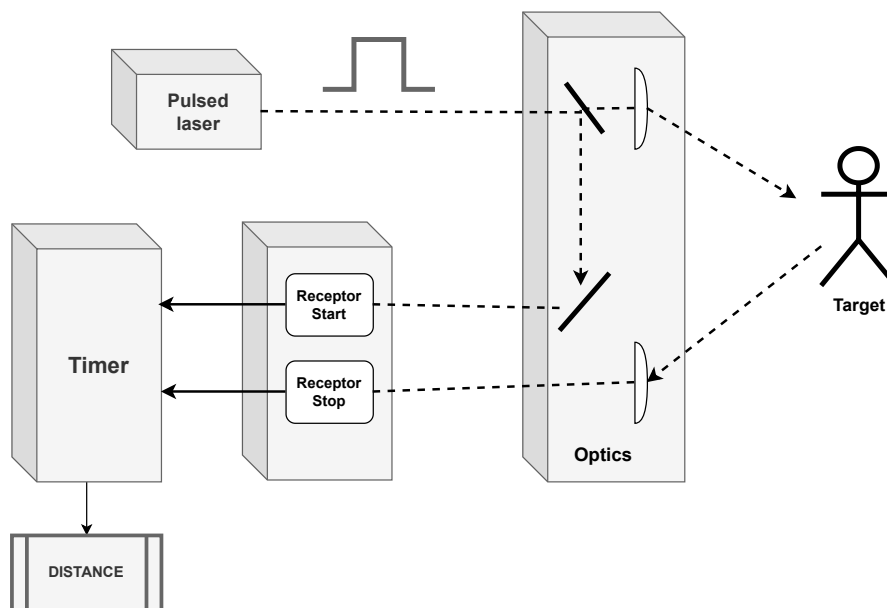 Pulsed
laser
Receptor
Start
Target
Timer
Receptor
Stop
Optics
DISTANCE